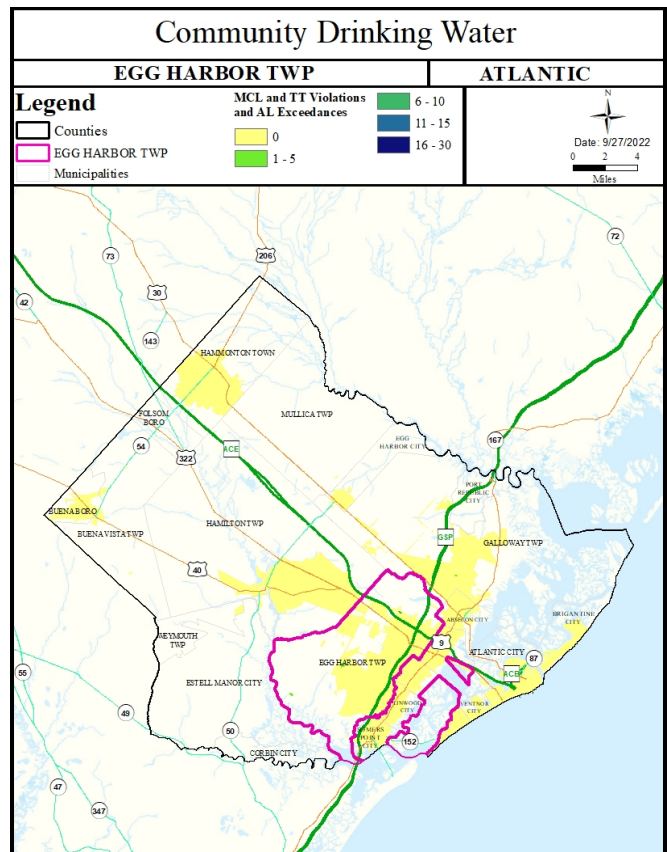 Community Drinking Water
EGG HARBOR TWP
ATLANTIC
Legend
Counties
EGG HARBOR TWP
Municipalities
MCL and TT Violations
and AL Exceedances
0
1 - 5
6 - 10
11 - 15
16 - 30
N
Date: 9/27/2022
0 2 4
Miles
72
73
206
30
42
143
HAMMONTON TOWN
FOLSOM
BORO
MULLICA TWP
54
322
ACE
EGG
HARBOR CITY
167
PORT
REPUBLIC
CITY
BUENA BORO
BUENA VISTA TWP
HAMILTON TWP
GSP
GALLOWAY TWP
40
WEYMOUTH
TWP
ABSECON CITY
BRIGANTINE
CITY
9
ATLANTIC CITY
87
EGG HARBOR TWP
55
ESTELL MANOR CITY
ACE
LINWOOD
CITY
VENTNOR
CITY
49
50
SOMERS
POINT
CITY
152
CORBIN CITY
47
347